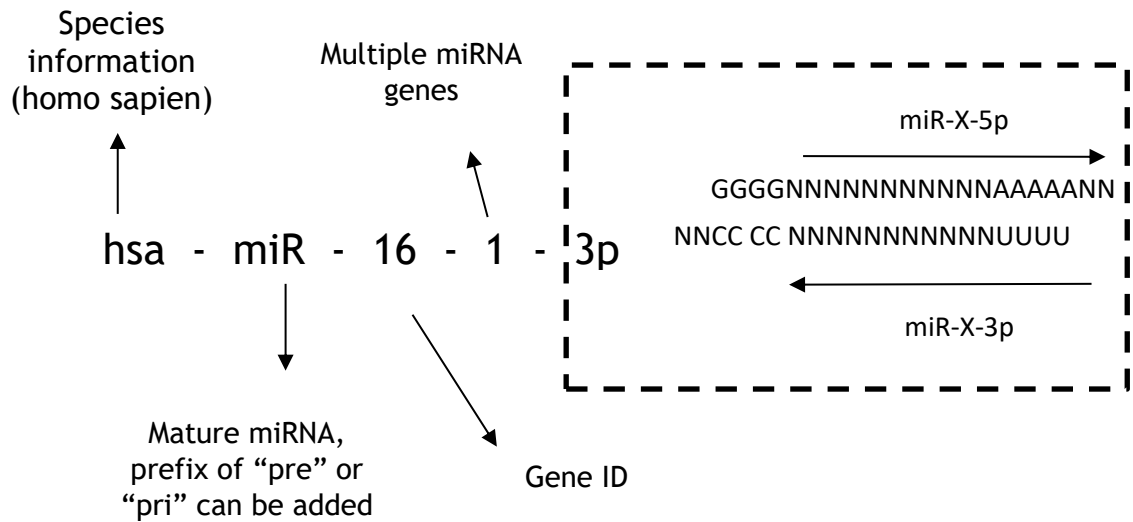 Species
information
(homo sapien)
Multiple miRNA
genes
miR-X-5p
GGGGNNNNNNNNNNNAAAAANN
hsa - miR - 16 - 1 - 3p
NNCC CC NNNNNNNNNNNUUUU
miR-X-3p
Mature miRNA,
prefix of “pre” or
“pri” can be added
Gene ID